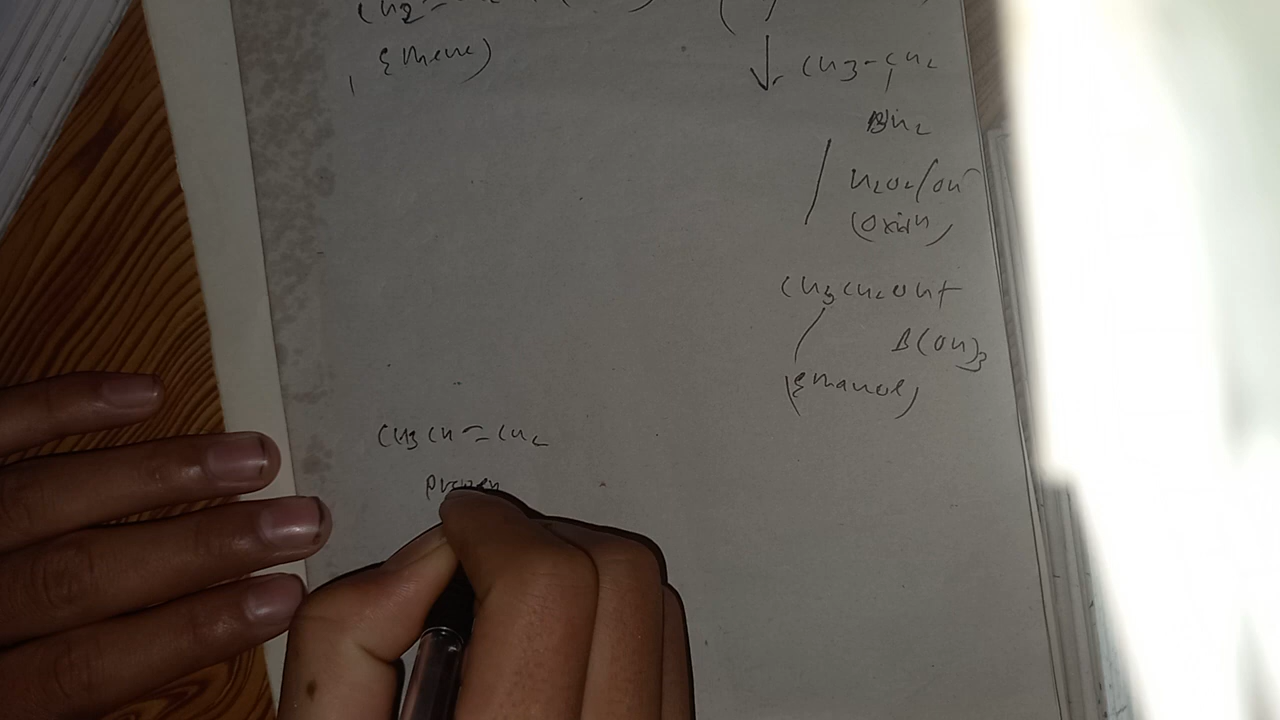 (Ethene)
CH3-CH2
BH2
H2O2/OH-
(Oxidn)
CH3CH2OH+
B(OH)3
(Ethanol)
CH3CH=CH2
Propen